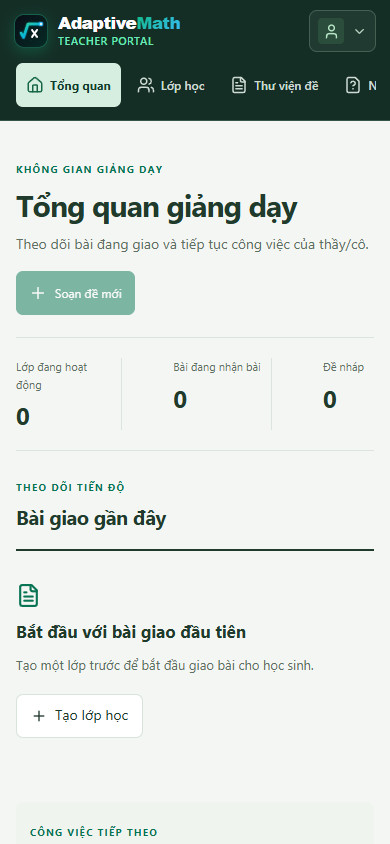 AdaptiveMath
TEACHER PORTAL
Tổng quan
Lớp học
Thư viện đề
N
KHÔNG GIAN GIẢNG DẠY
Tổng quan giảng dạy
Theo dõi bài đang giao và tiếp tục công việc của thầy/cô.
Soạn đề mới
Lớp đang hoạt
động
0
Bài đang nhận bài
0
Đề nháp
0
THEO DÕI TIẾN ĐỘ
Bài giao gần đây
Bắt đầu với bài giao đầu tiên
Tạo một lớp trước để bắt đầu giao bài cho học sinh.
Tạo lớp học
CÔNG VIỆC TIẾP THEO